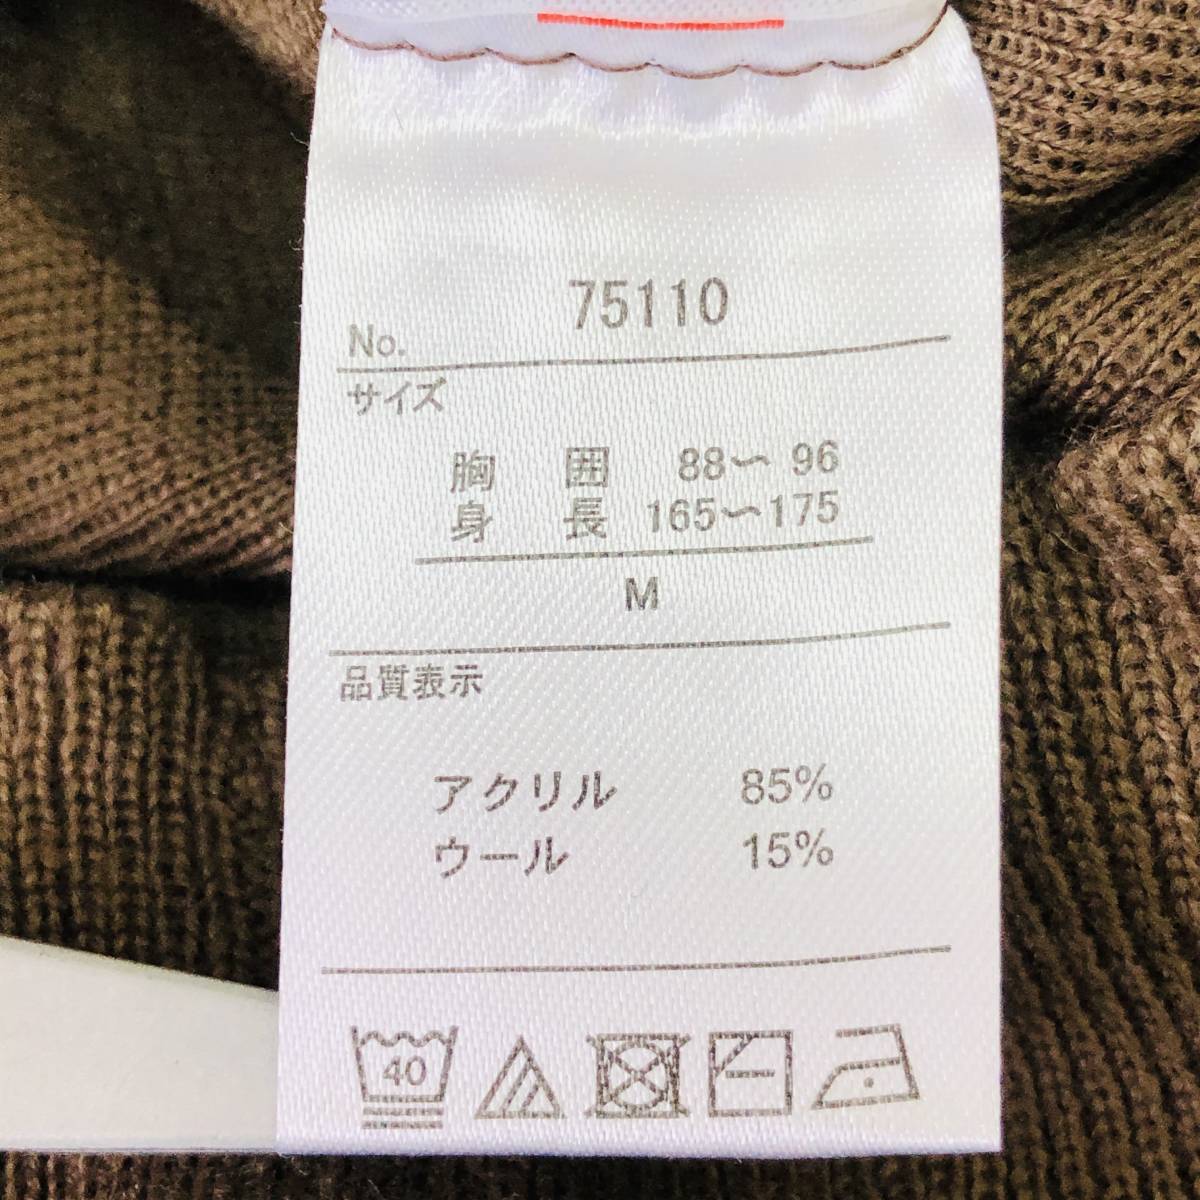 No. 75110
サイズ
胸 囲 88〜96
身 長 165〜175
M
品質表示
アクリル 85%
ウール 15%
40